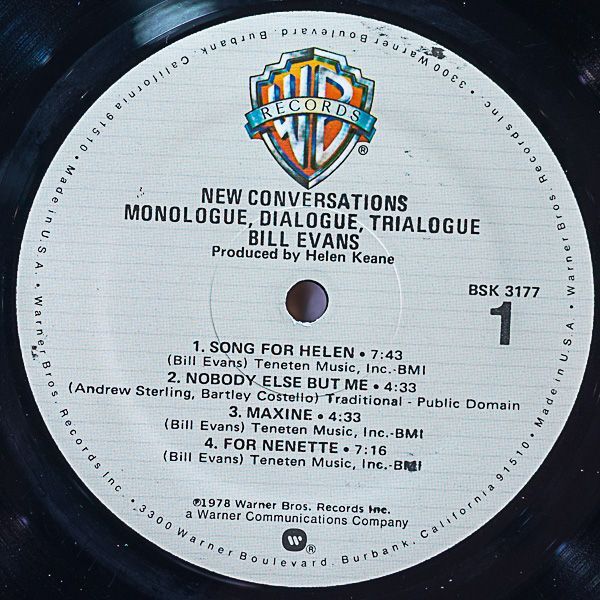 WB
RECORDS
®
NEW CONVERSATIONS
MONOLOGUE, DIALOGUE, TRIALOGUE
BILL EVANS
Produced by Helen Keane
BSK 3177
1
1. SONG FOR HELEN • 7:43
(Bill Evans) Teneten Music, Inc.-BMI
2. NOBODY ELSE BUT ME • 4:33
(Andrew Sterling, Bartley Costello) Traditional - Public Domain
3. MAXINE • 4:33
(Bill Evans) Teneten Music, Inc.-BMI
4. FOR NENETTE • 7:16
(Bill Evans) Teneten Music, Inc.-BMI
℗1978 Warner Bros. Records Inc.
a Warner Communications Company
W ®
Warner Bros. Records Inc. • 3300 Warner Boulevard, Burbank, California 91510 • Made in U.S.A. • Warner Bros. Records Inc. • 3300 Warner Boulevard, Burbank, California 91510 • Made in U.S.A. •